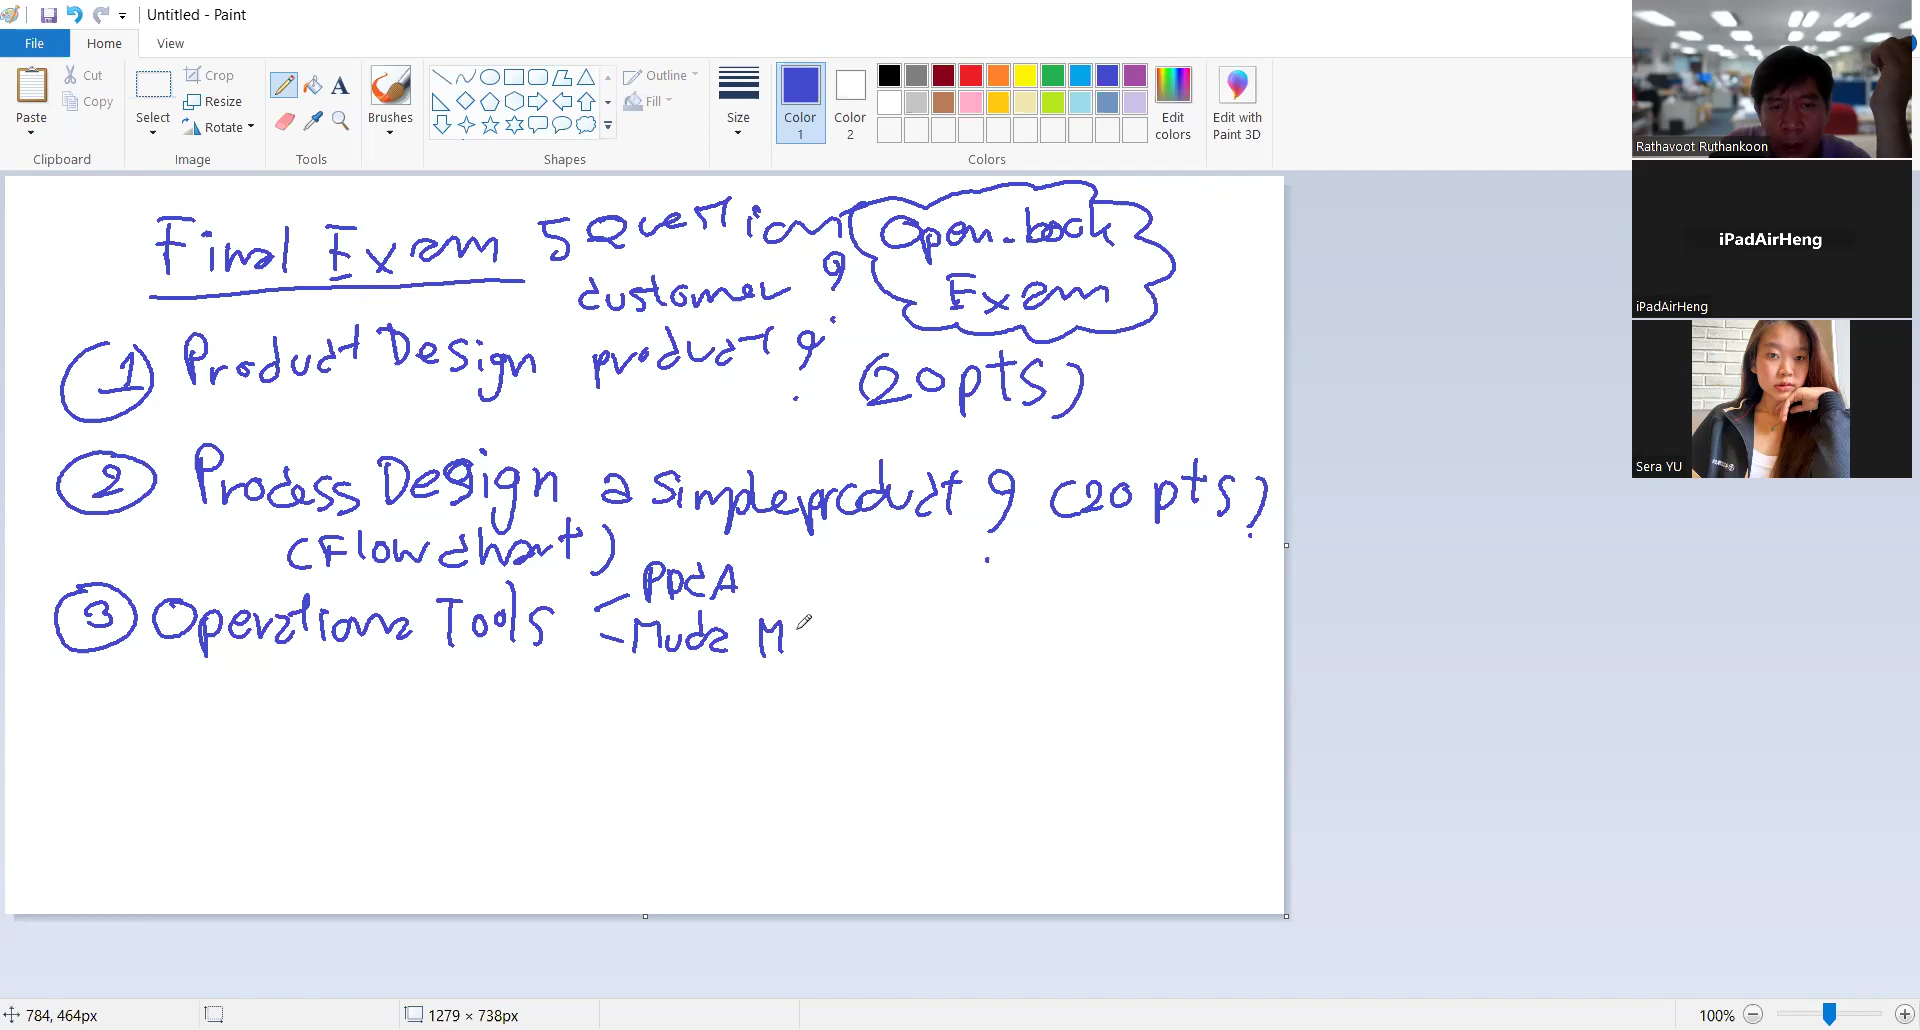 Untitled - Paint
File
Home
View
Paste
Cut
Copy
Clipboard
Select
Crop
Resize
Rotate
Image
Tools
Brushes
Shapes
Outline
Fill
Size
Color 1
Color 2
Colors
Edit colors
Edit with Paint 3D
Final Exam 5 Question Open-book
Exam
customer ?
1 Product Design product ? (20 pts)
2 Process Design a simple product ? (20 pts)
(Flowchart)
3 Operations Tools PDCA
Muda M
Rathavoot Ruthankoon
iPadAirHeng
iPadAirHeng
Sera YU
784, 464px
1279 × 738px
100%